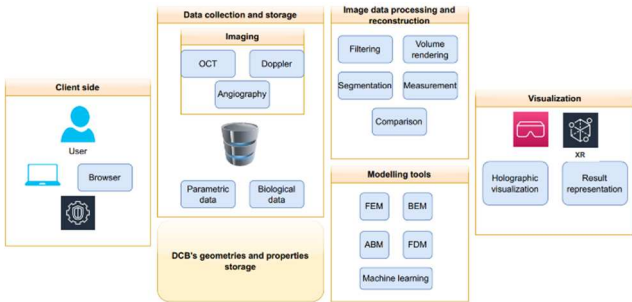 Client side
User
Browser
Data collection and storage
Imaging
OCT
Doppler
Angiography
Parametric
data
Biological
data
DCB's geometries and properties
storage
Image data processing and
reconstruction
Filtering
Volume
rendering
Segmentation
Measurement
Comparison
Modelling tools
FEM
BEM
ABM
FDM
Machine learning
Visualization
XR
Holographic
visualization
Result
representation